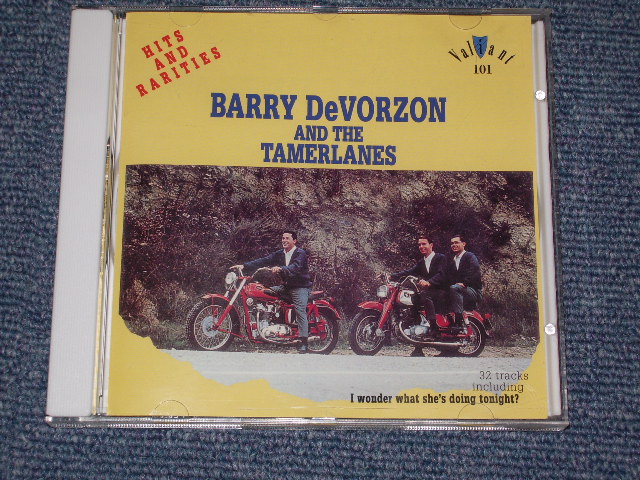 HITS AND RARITIES
Valiant
101
BARRY DeVORZON
AND THE
TAMERLANES
32 tracks
including
I wonder what she's doing tonight?